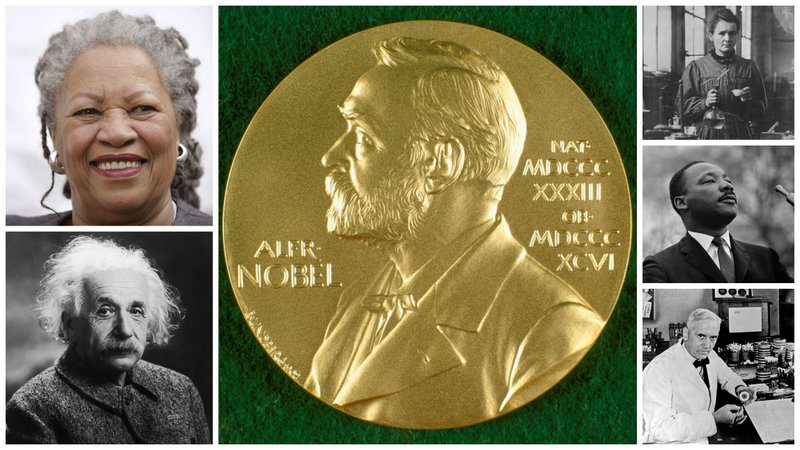 ALFR·
NOBEL
NAT·
MDCCC
XXXIII
OB·
MDCCC
XCVI